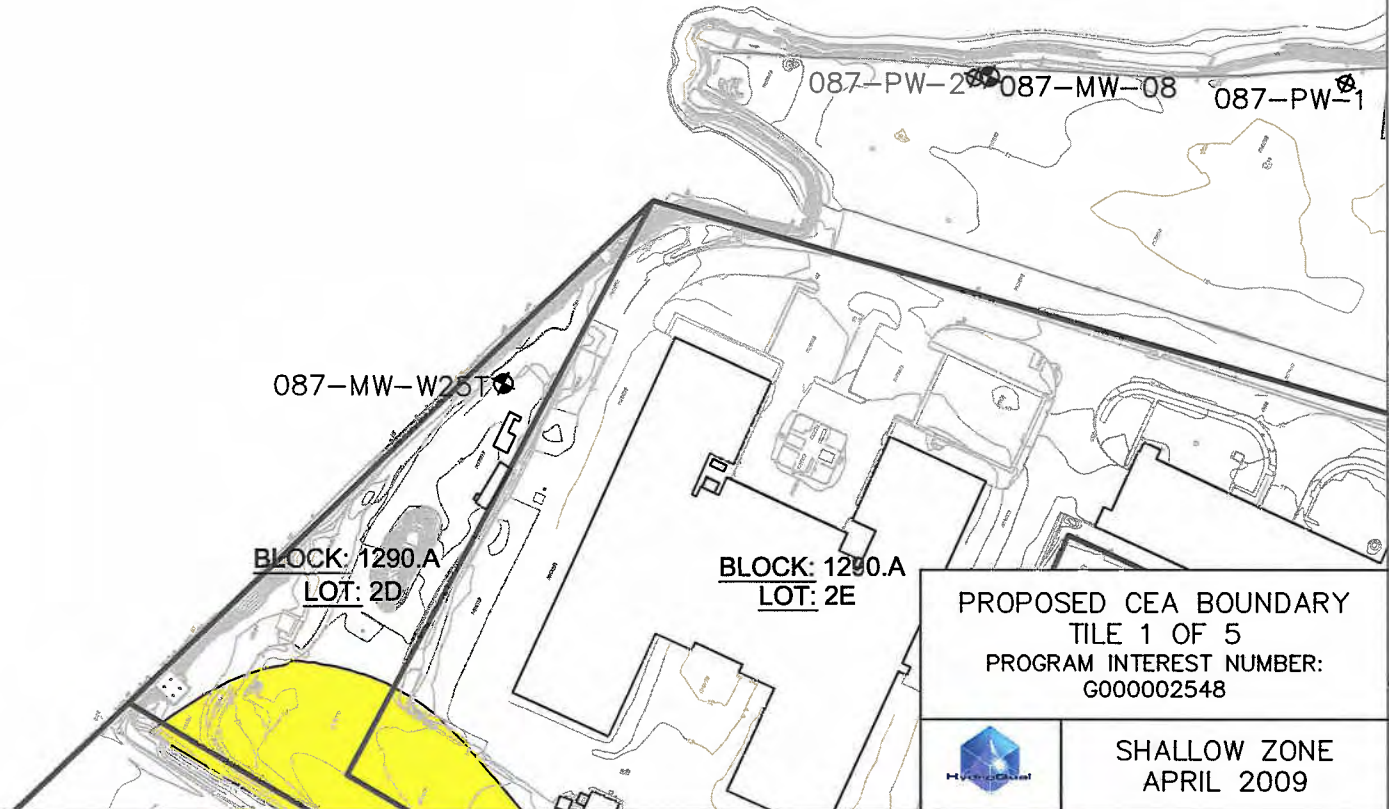 087-PW-2
087-MW-08
087-PW-1
087-MW-W25T
BLOCK: 1290.A
LOT: 2D
BLOCK: 1290.A
LOT: 2E
PROPOSED CEA BOUNDARY
TILE 1 OF 5
PROGRAM INTEREST NUMBER:
G000002548
HydroQual
SHALLOW ZONE
APRIL 2009